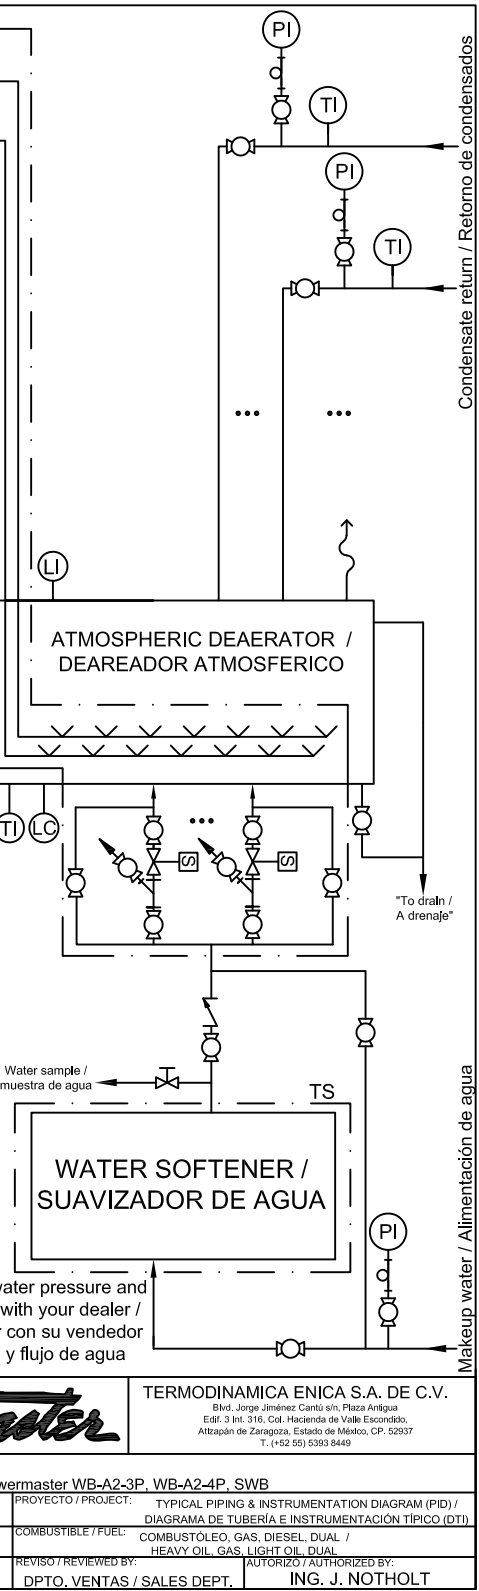 PI
TI
PI
TI
Condensate return / Retorno de condensados
LI
ATMOSPHERIC DEAERATOR /
DEAREADOR ATMOSFERICO
TI
LC
S
S
"To drain /
A drenaje"
Water sample /
muestra de agua
TS
WATER SOFTENER /
SUAVIZADOR DE AGUA
PI
Makeup water / Alimentación de agua
water pressure and
with your dealer /
r con su vendedor
y flujo de agua
TERMODINAMICA ENICA S.A. DE C.V.
Blvd. Jorge Jiménez Cantú s/n, Plaza Antigua
Edif. 3 Int. 316, Col. Hacienda de Valle Escondido,
Atizapán de Zaragoza, Estado de México, CP. 52937
T. (+52 55) 5393 8449
wermaster WB-A2-3P, WB-A2-4P, SWB
PROYECTO / PROJECT: TYPICAL PIPING & INSTRUMENTATION DIAGRAM (PID) /
DIAGRAMA DE TUBERÍA E INSTRUMENTACIÓN TÍPICO (DTI)
COMBUSTIBLE / FUEL: COMBUSTÓLEO, GAS, DIESEL, DUAL /
HEAVY OIL, GAS, LIGHT OIL, DUAL
REVISO / REVIEWED BY: AUTORIZO / AUTHORIZED BY:
DPTO. VENTAS / SALES DEPT. ING. J. NOTHOLT